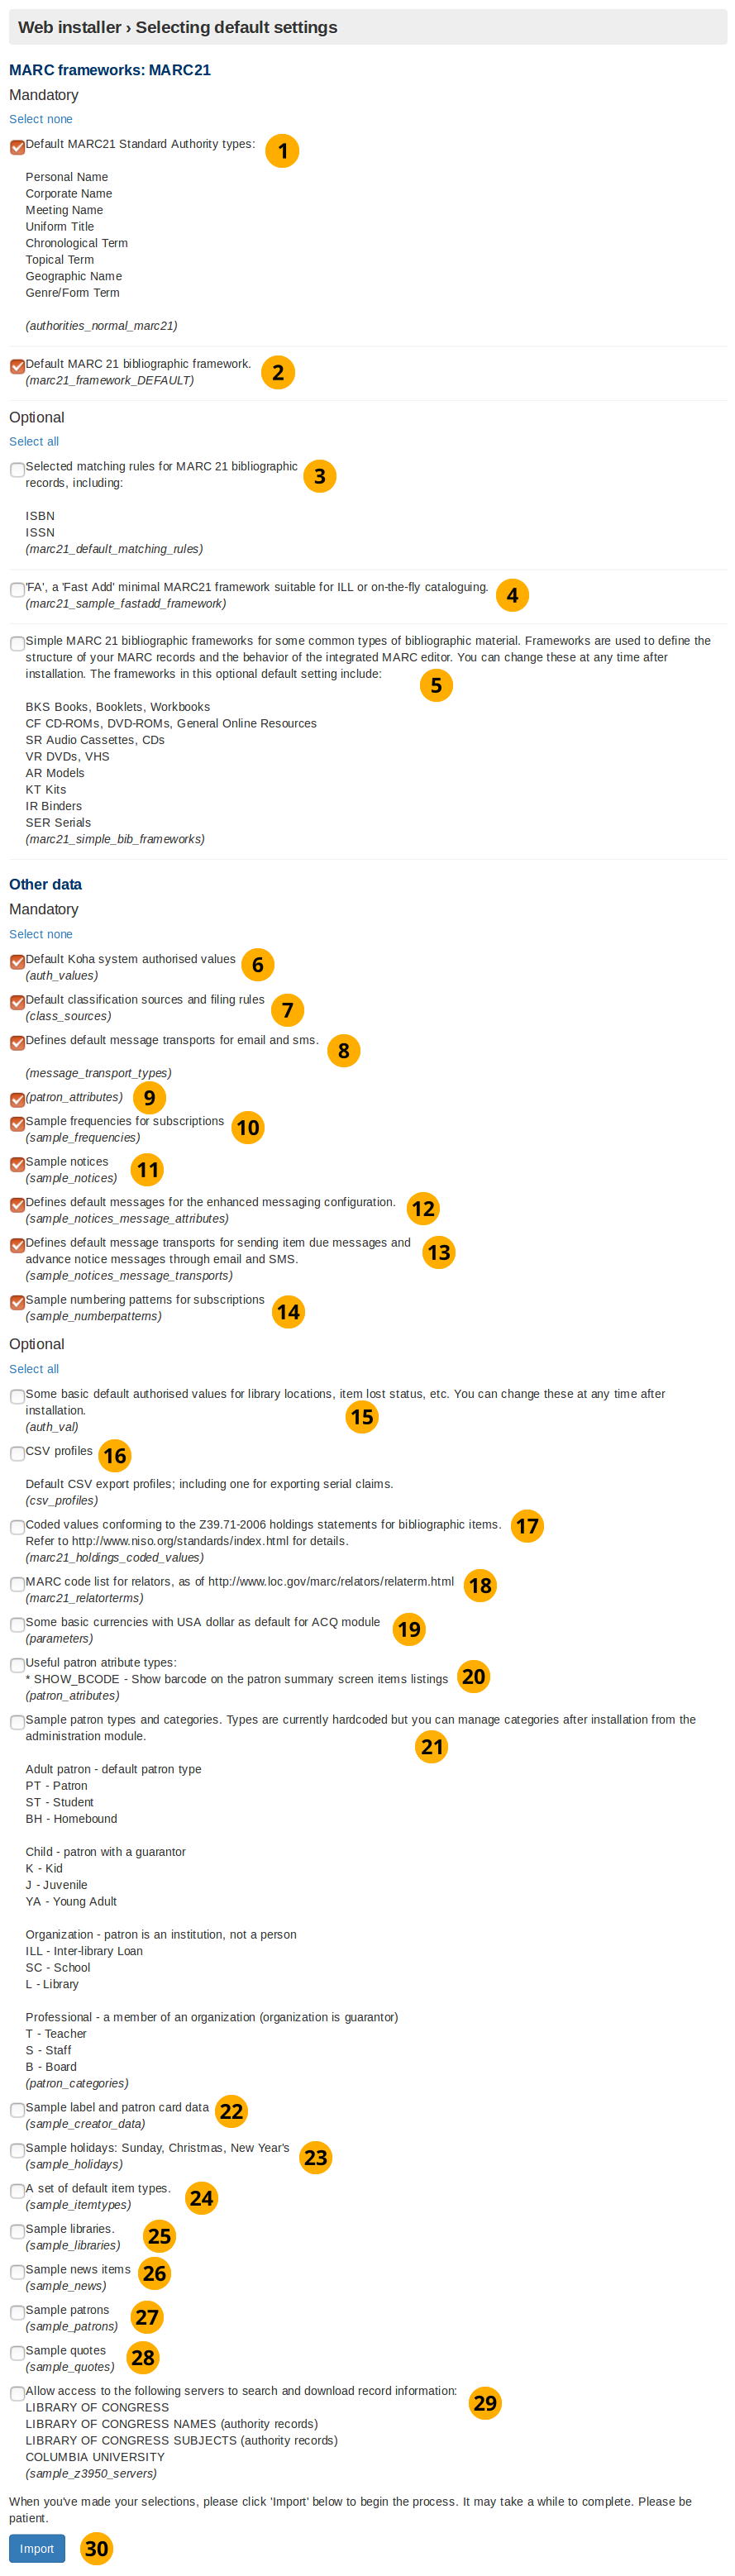 Web installer › Selecting default settings
MARC frameworks: MARC21
Mandatory
Select none
Default MARC21 Standard Authority types: 1
Personal Name
Corporate Name
Meeting Name
Uniform Title
Chronological Term
Topical Term
Geographic Name
Genre/Form Term
(authorities_normal_marc21)
Default MARC 21 bibliographic framework. 2
(marc21_framework_DEFAULT)
Optional
Select all
Selected matching rules for MARC 21 bibliographic 3
records, including:
ISBN
ISSN
(marc21_default_matching_rules)
'FA', a 'Fast Add' minimal MARC21 framework suitable for ILL or on-the-fly cataloguing. 4
(marc21_sample_fastadd_framework)
Simple MARC 21 bibliographic frameworks for some common types of bibliographic material. Frameworks are used to define the
structure of your MARC records and the behavior of the integrated MARC editor. You can change these at any time after
installation. The frameworks in this optional default setting include: 5
BKS Books, Booklets, Workbooks
CF CD-ROMs, DVD-ROMs, General Online Resources
SR Audio Cassettes, CDs
VR DVDs, VHS
AR Models
KT Kits
IR Binders
SER Serials
(marc21_simple_bib_frameworks)
Other data
Mandatory
Select none
Default Koha system authorised values 6
(auth_values)
Default classification sources and filing rules 7
(class_sources)
Defines default message transports for email and sms. 8
(message_transport_types)
(patron_attributes) 9
Sample frequencies for subscriptions 10
(sample_frequencies)
Sample notices 11
(sample_notices)
Defines default messages for the enhanced messaging configuration. 12
(sample_notices_message_attributes)
Defines default message transports for sending item due messages and 13
advance notice messages through email and SMS.
(sample_notices_message_transports)
Sample numbering patterns for subscriptions 14
(sample_numberpatterns)
Optional
Select all
Some basic default authorised values for library locations, item lost status, etc. You can change these at any time after
installation. 15
(auth_val)
CSV profiles 16
Default CSV export profiles; including one for exporting serial claims.
(csv_profiles)
Coded values conforming to the Z39.71-2006 holdings statements for bibliographic items. 17
Refer to http://www.niso.org/standards/index.html for details.
(marc21_holdings_coded_values)
MARC code list for relators, as of http://www.loc.gov/marc/relators/relaterm.html 18
(marc21_relatorterms)
Some basic currencies with USA dollar as default for ACQ module 19
(parameters)
Useful patron atribute types:
* SHOW_BCODE - Show barcode on the patron summary screen items listings 20
(patron_atributes)
Sample patron types and categories. Types are currently hardcoded but you can manage categories after installation from the
administration module. 21
Adult patron - default patron type
PT - Patron
ST - Student
BH - Homebound
Child - patron with a guarantor
K - Kid
J - Juvenile
YA - Young Adult
Organization - patron is an institution, not a person
ILL - Inter-library Loan
SC - School
L - Library
Professional - a member of an organization (organization is guarantor)
T - Teacher
S - Staff
B - Board
(patron_categories)
Sample label and patron card data 22
(sample_creator_data)
Sample holidays: Sunday, Christmas, New Year's 23
(sample_holidays)
A set of default item types. 24
(sample_itemtypes)
Sample libraries. 25
(sample_libraries)
Sample news items 26
(sample_news)
Sample patrons 27
(sample_patrons)
Sample quotes 28
(sample_quotes)
Allow access to the following servers to search and download record information: 29
LIBRARY OF CONGRESS
LIBRARY OF CONGRESS NAMES (authority records)
LIBRARY OF CONGRESS SUBJECTS (authority records)
COLUMBIA UNIVERSITY
(sample_z3950_servers)
When you've made your selections, please click 'Import' below to begin the process. It may take a while to complete. Please be
patient.
Import 30